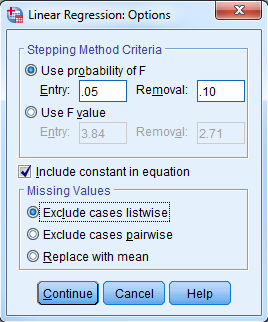 Linear Regression: Options
Stepping Method Criteria
Use probability of F
Entry: .05 Removal: .10
Use F value
Entry: 3.84 Removal: 2.71
Include constant in equation
Missing Values
Exclude cases listwise
Exclude cases pairwise
Replace with mean
Continue Cancel Help